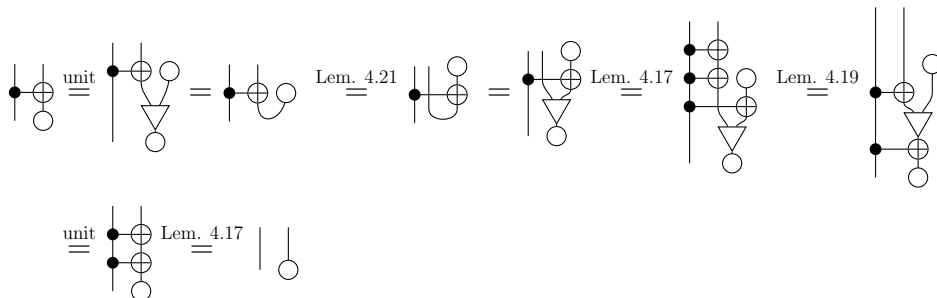 unit
=
=
Lem. 4.21
=
=
Lem. 4.17
=
Lem. 4.19
=
unit
=
Lem. 4.17
=